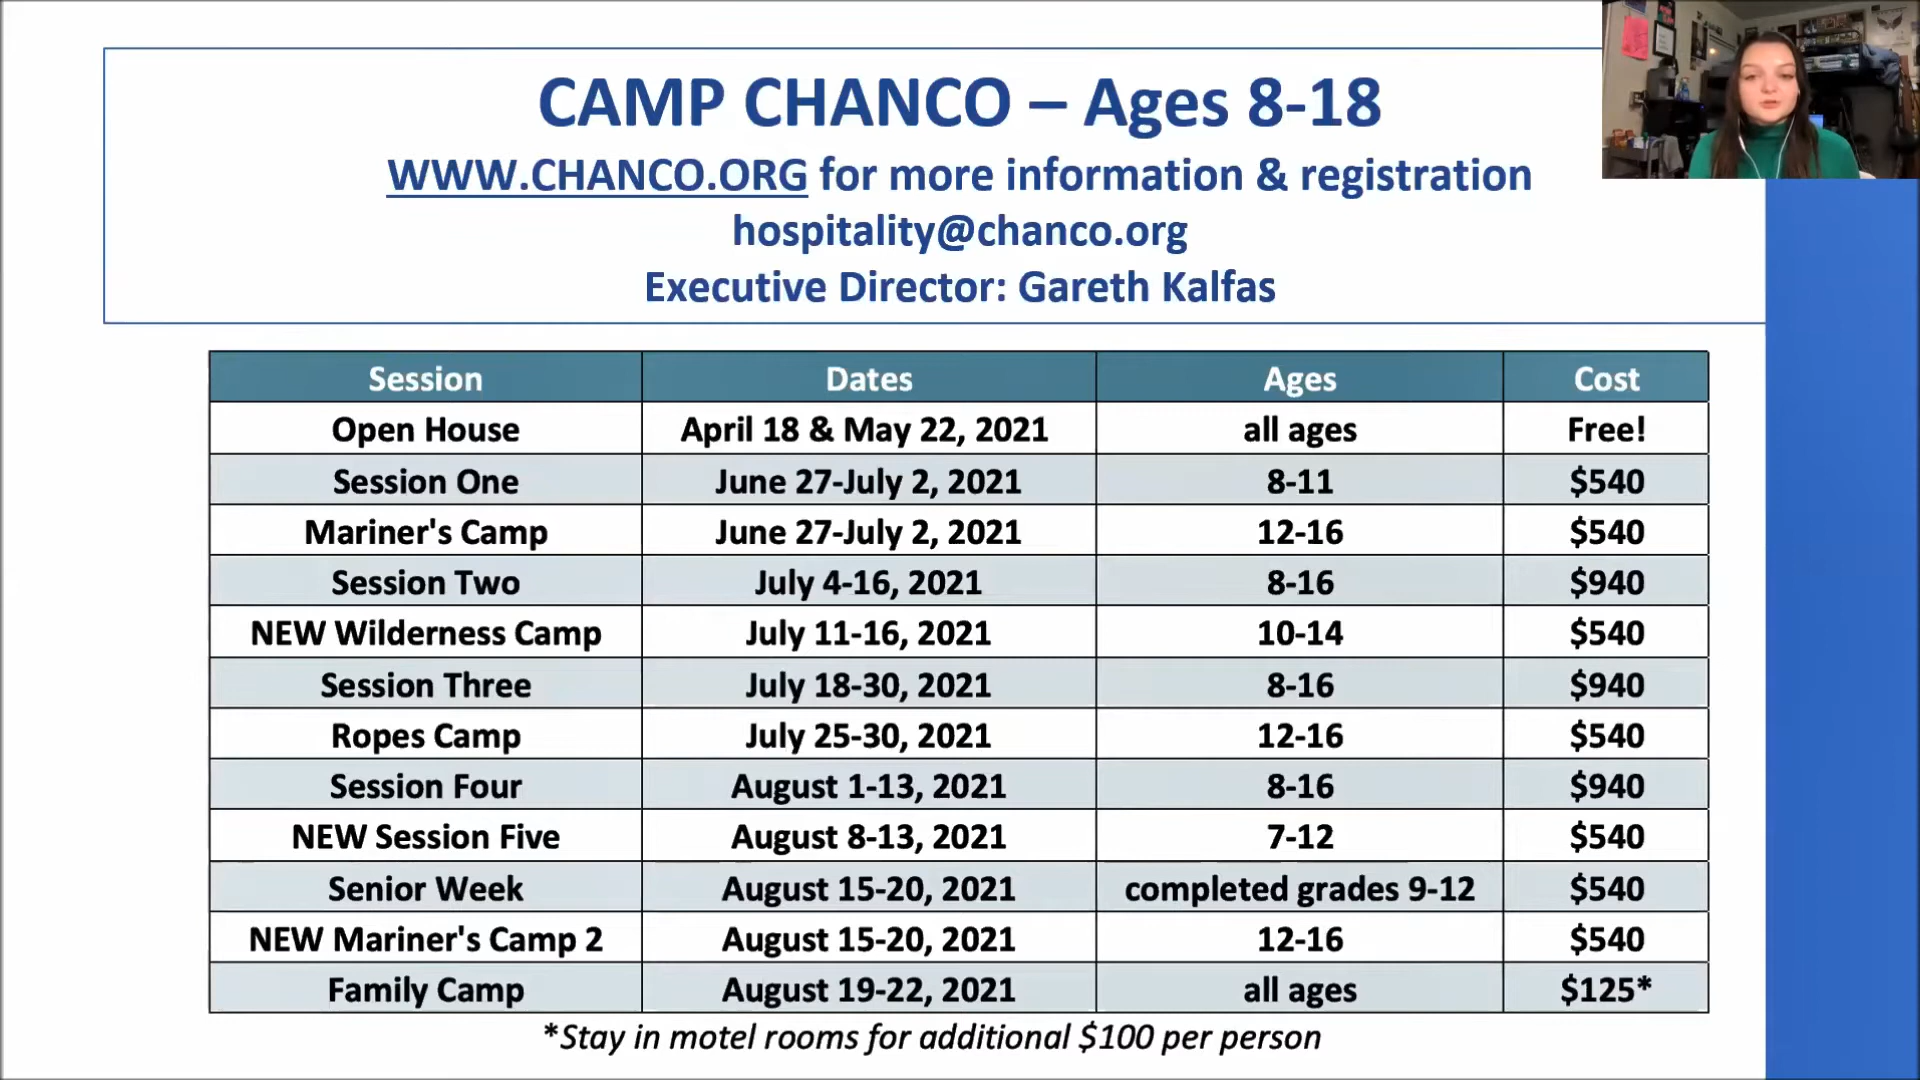 CAMP CHANCO – Ages 8-18
WWW.CHANCO.ORG for more information & registration
hospitality@chanco.org
Executive Director: Gareth Kalfas
Session Dates Ages Cost
Open House April 18 & May 22, 2021 all ages Free!
Session One June 27-July 2, 2021 8-11 $540
Mariner's Camp June 27-July 2, 2021 12-16 $540
Session Two July 4-16, 2021 8-16 $940
NEW Wilderness Camp July 11-16, 2021 10-14 $540
Session Three July 18-30, 2021 8-16 $940
Ropes Camp July 25-30, 2021 12-16 $540
Session Four August 1-13, 2021 8-16 $940
NEW Session Five August 8-13, 2021 7-12 $540
Senior Week August 15-20, 2021 completed grades 9-12 $540
NEW Mariner's Camp 2 August 15-20, 2021 12-16 $540
Family Camp August 19-22, 2021 all ages $125*
*Stay in motel rooms for additional $100 per person